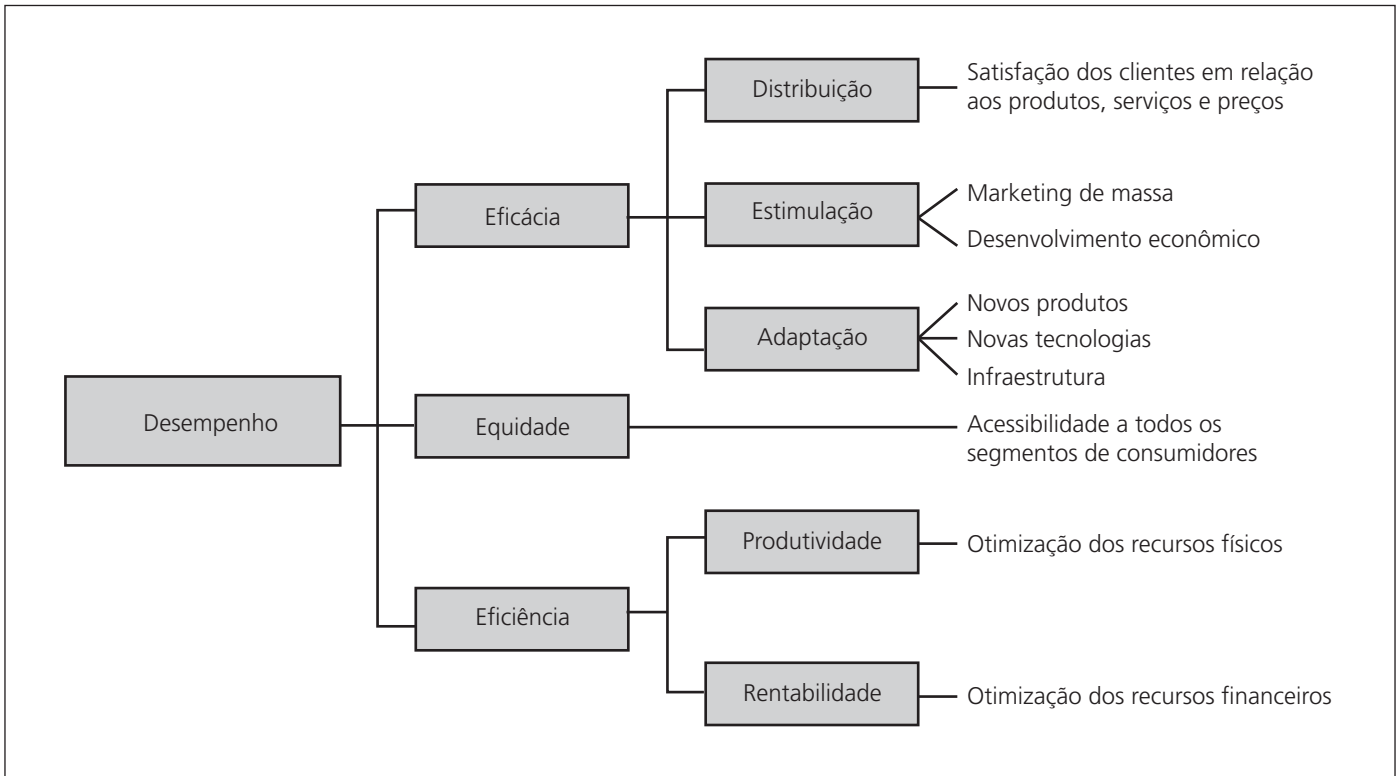 Distribuição
Satisfação dos clientes em relação
aos produtos, serviços e preços
Eficácia
Estimulação
Marketing de massa
Desenvolvimento econômico
Adaptação
Novos produtos
Novas tecnologias
Infraestrutura
Desempenho
Equidade
Acessibilidade a todos os
segmentos de consumidores
Eficiência
Produtividade
Otimização dos recursos físicos
Rentabilidade
Otimização dos recursos financeiros